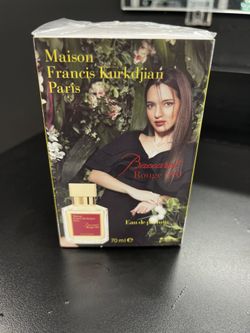 Maison
Francis Kurkdjian
Paris
Baccarat
Rouge 540
Eau de parfum
70 ml e